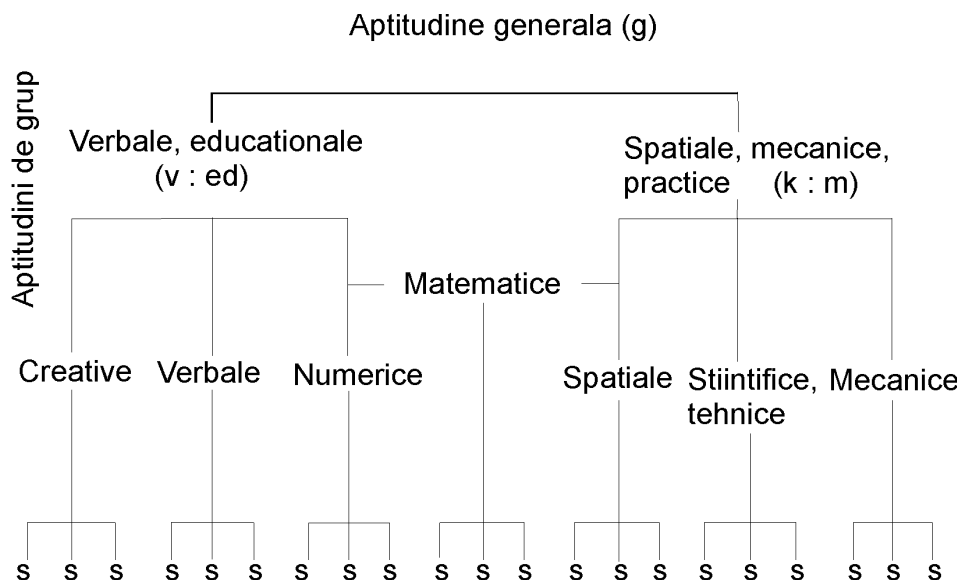 Aptitudine generala (g)
Aptitudini de grup
Verbale, educationale
(v : ed)
Spatiale, mecanice,
practice (k : m)
Matematice
Creative Verbale Numerice
Spatiale Stiintifice, Mecanice
tehnice
s s s s s s s s s s s s s s s s s s s s s